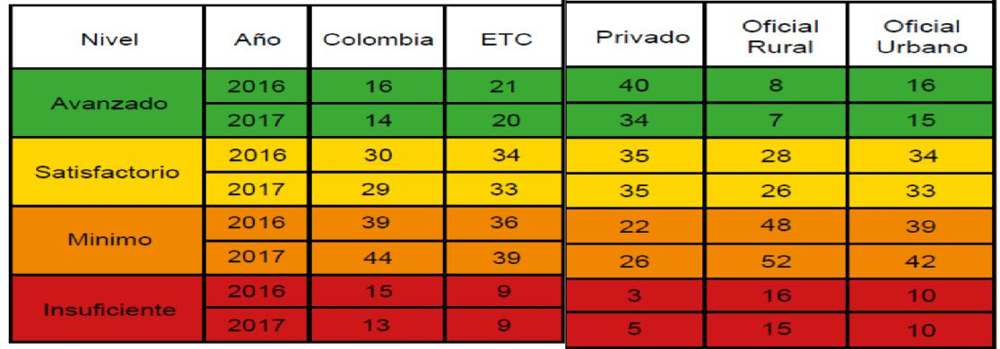 Nivel Año Colombia ETC Privado Oficial Rural Oficial Urbano
Avanzado 2016 16 21 40 8 16
2017 14 20 34 7 15
Satisfactorio 2016 30 34 35 28 34
2017 29 33 35 26 33
Minimo 2016 39 36 22 48 39
2017 44 39 26 52 42
Insuficiente 2016 15 9 3 16 10
2017 13 9 5 15 10